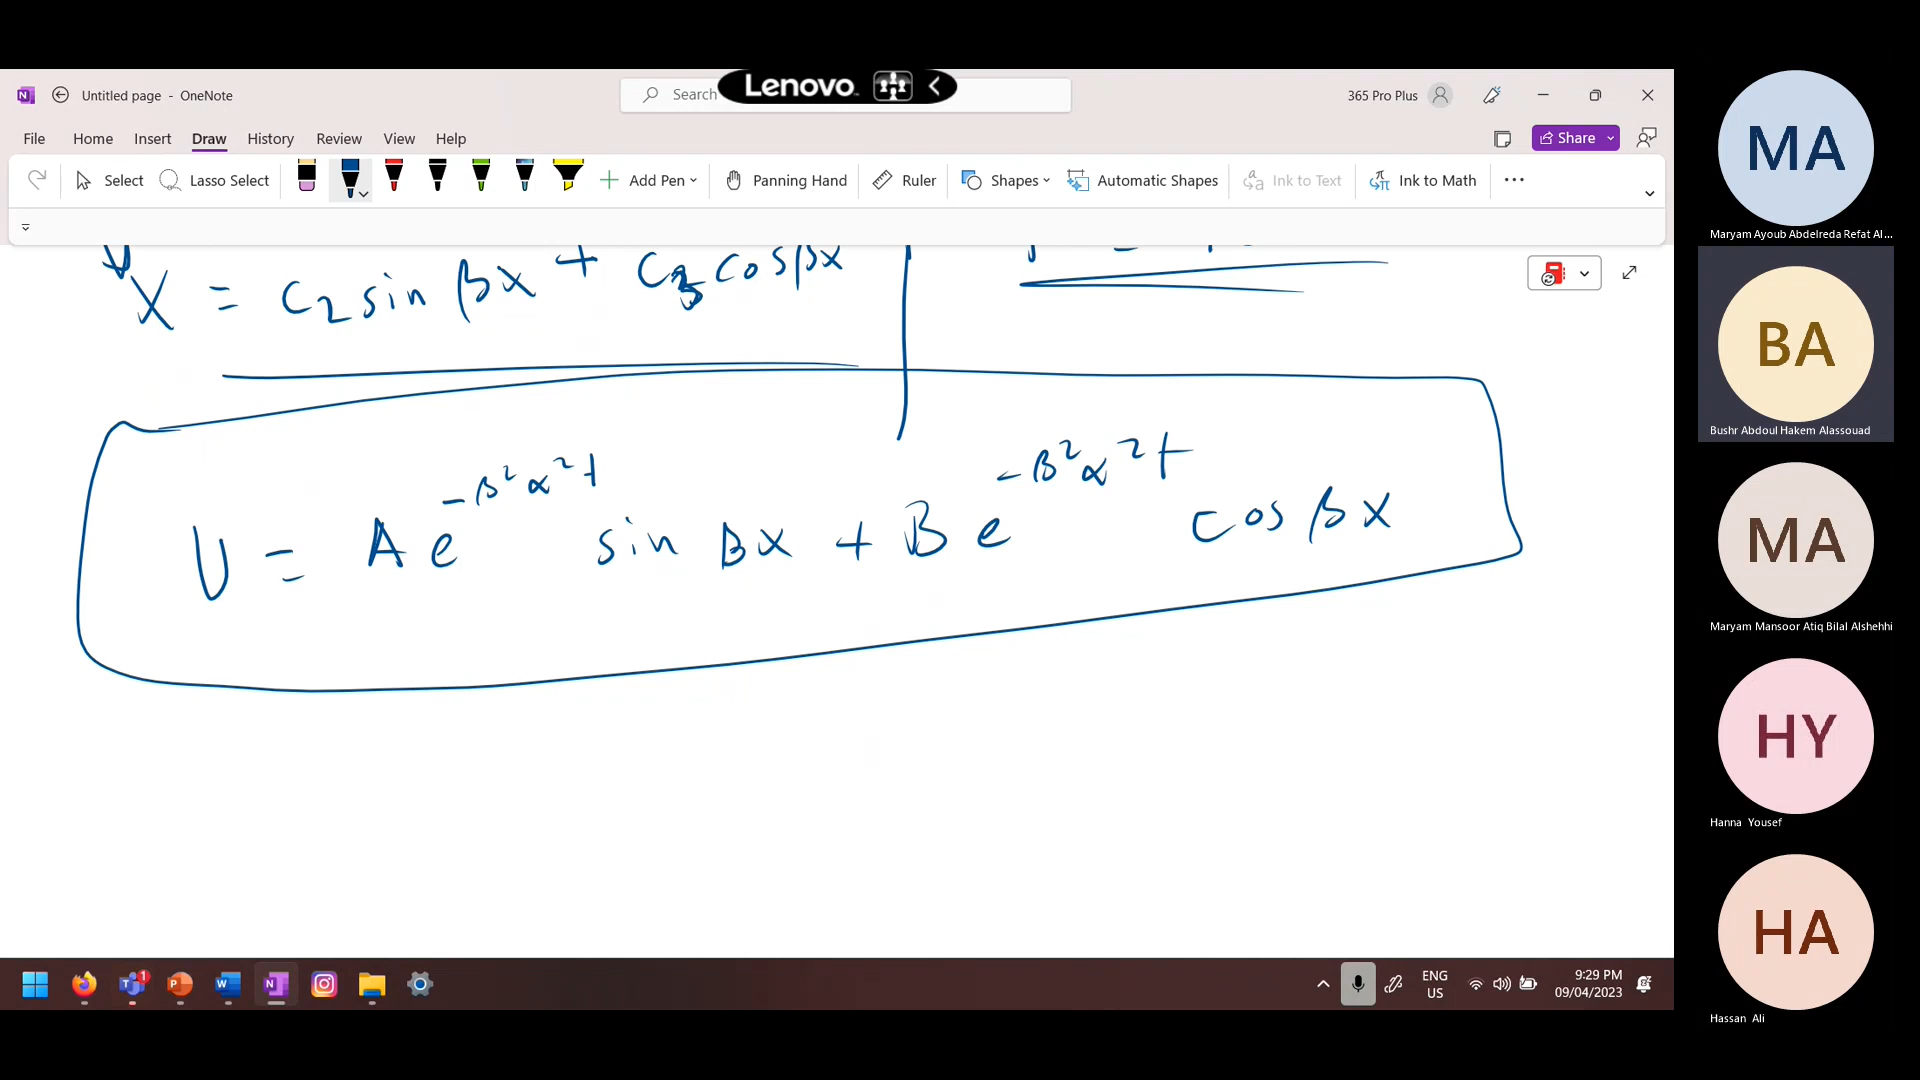 Lenovo
Untitled page - OneNote
Search
365 Pro Plus
File Home Insert Draw History Review View Help
Share
Select Lasso Select Add Pen Panning Hand Ruler Shapes Automatic Shapes Ink to Text Ink to Math
X = C₂ sin βx + C₃ cos βx
U = A e^{-β²α²t} sin βx + B e^{-β²α²t} cos βx
MA
Maryam Ayoub Abdelreda Refat Al...
BA
Bushr Abdoul Hakem Alassouad
MA
Maryam Mansoor Atiq Bilal Alshehhi
HY
Hanna Yousef
HA
Hassan Ali
ENG
US
9:29 PM
09/04/2023